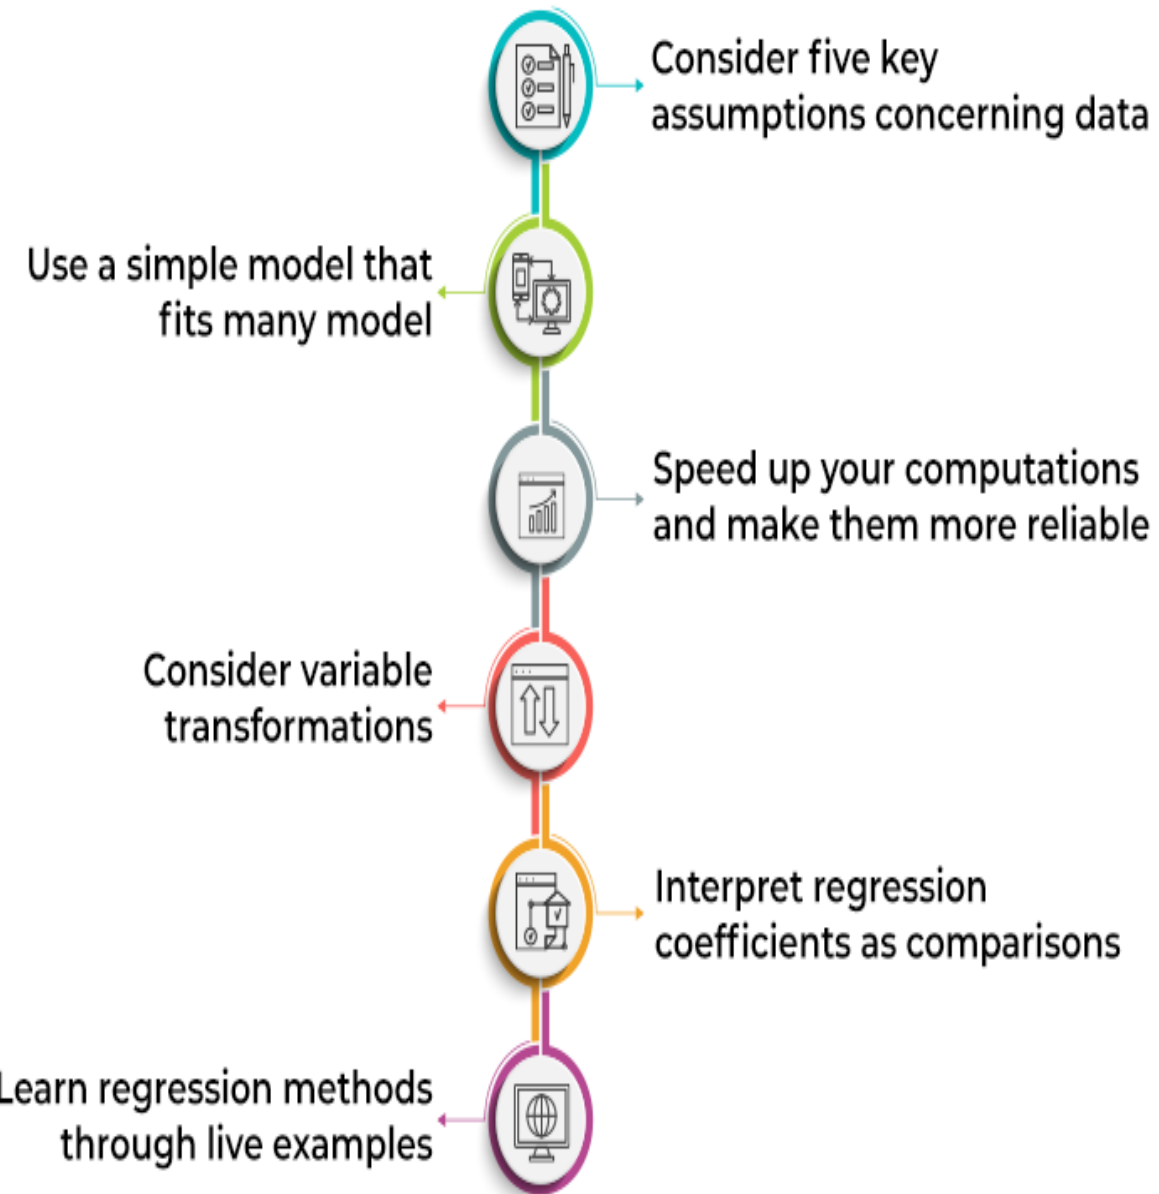 Consider five key
assumptions concerning data
Use a simple model that
fits many model
Speed up your computations
and make them more reliable
Consider variable
transformations
Interpret regression
coefficients as comparisons
Learn regression methods
through live examples